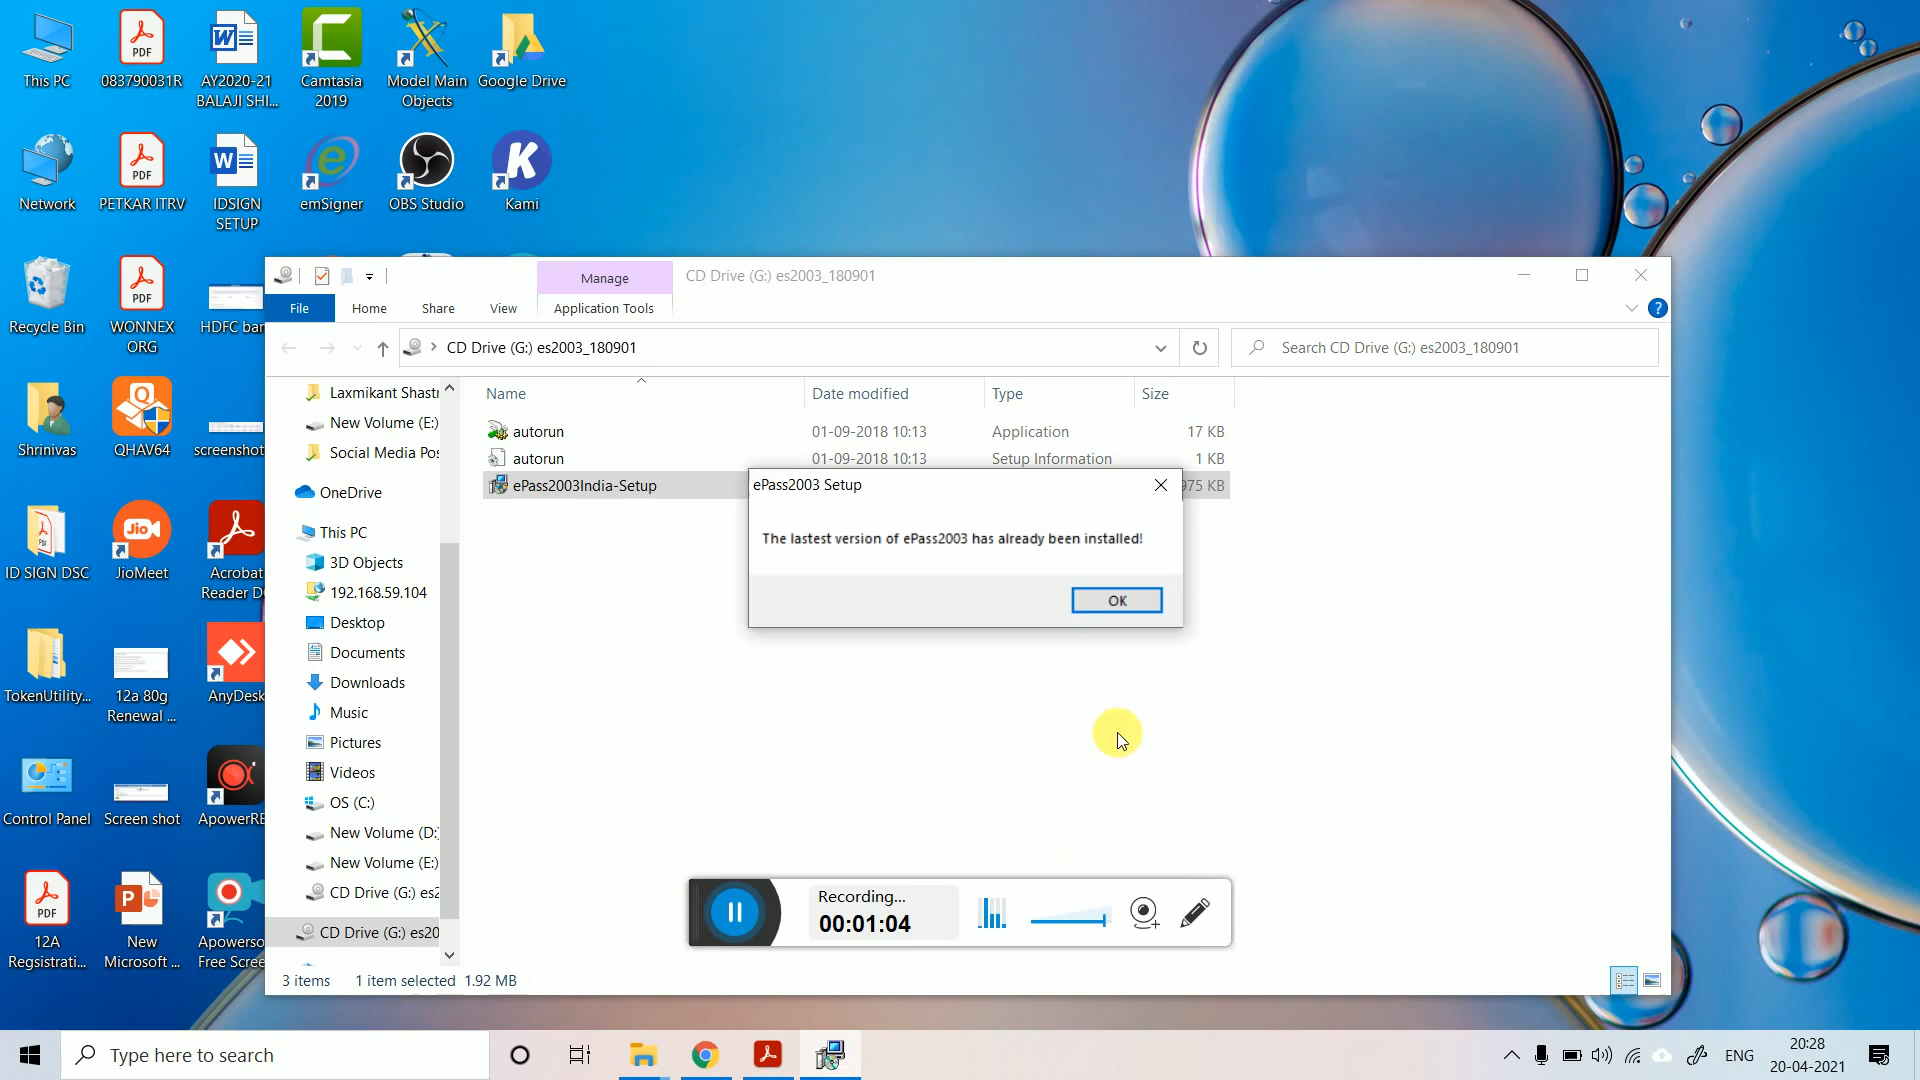 This PC
083790031R
AY2020-21
BALAJI SHI...
Camtasia
2019
Model Main
Objects
Google Drive
Network
PETKAR ITRV
IDSIGN
SETUP
emSigner
OBS Studio
Kami
Recycle Bin
WONNEX
ORG
HDFC ban
Shrinivas
QHAV64
screenshot
ID SIGN DSC
JioMeet
Acrobat
Reader D
TokenUtility...
12a 80g
Renewal ...
AnyDesk
Control Panel
Screen shot
ApowerRE
12A
Regsistrati...
New
Microsoft ...
Apowerso
Free Scree
Manage
CD Drive (G:) es2003_180901
File
Home
Share
View
Application Tools
CD Drive (G:) es2003_180901
Search CD Drive (G:) es2003_180901
Laxmikant Shastr
New Volume (E:)
Social Media Pos
OneDrive
This PC
3D Objects
192.168.59.104
Desktop
Documents
Downloads
Music
Pictures
Videos
OS (C:)
New Volume (D:)
New Volume (E:)
CD Drive (G:) es2
CD Drive (G:) es20
Name Date modified Type Size
autorun 01-09-2018 10:13 Application 17 KB
autorun 01-09-2018 10:13 Setup Information 1 KB
ePass2003India-Setup 975 KB
ePass2003 Setup
The lastest version of ePass2003 has already been installed!
OK
Recording...
00:01:04
3 items 1 item selected 1.92 MB
Type here to search
ENG
20:28
20-04-2021